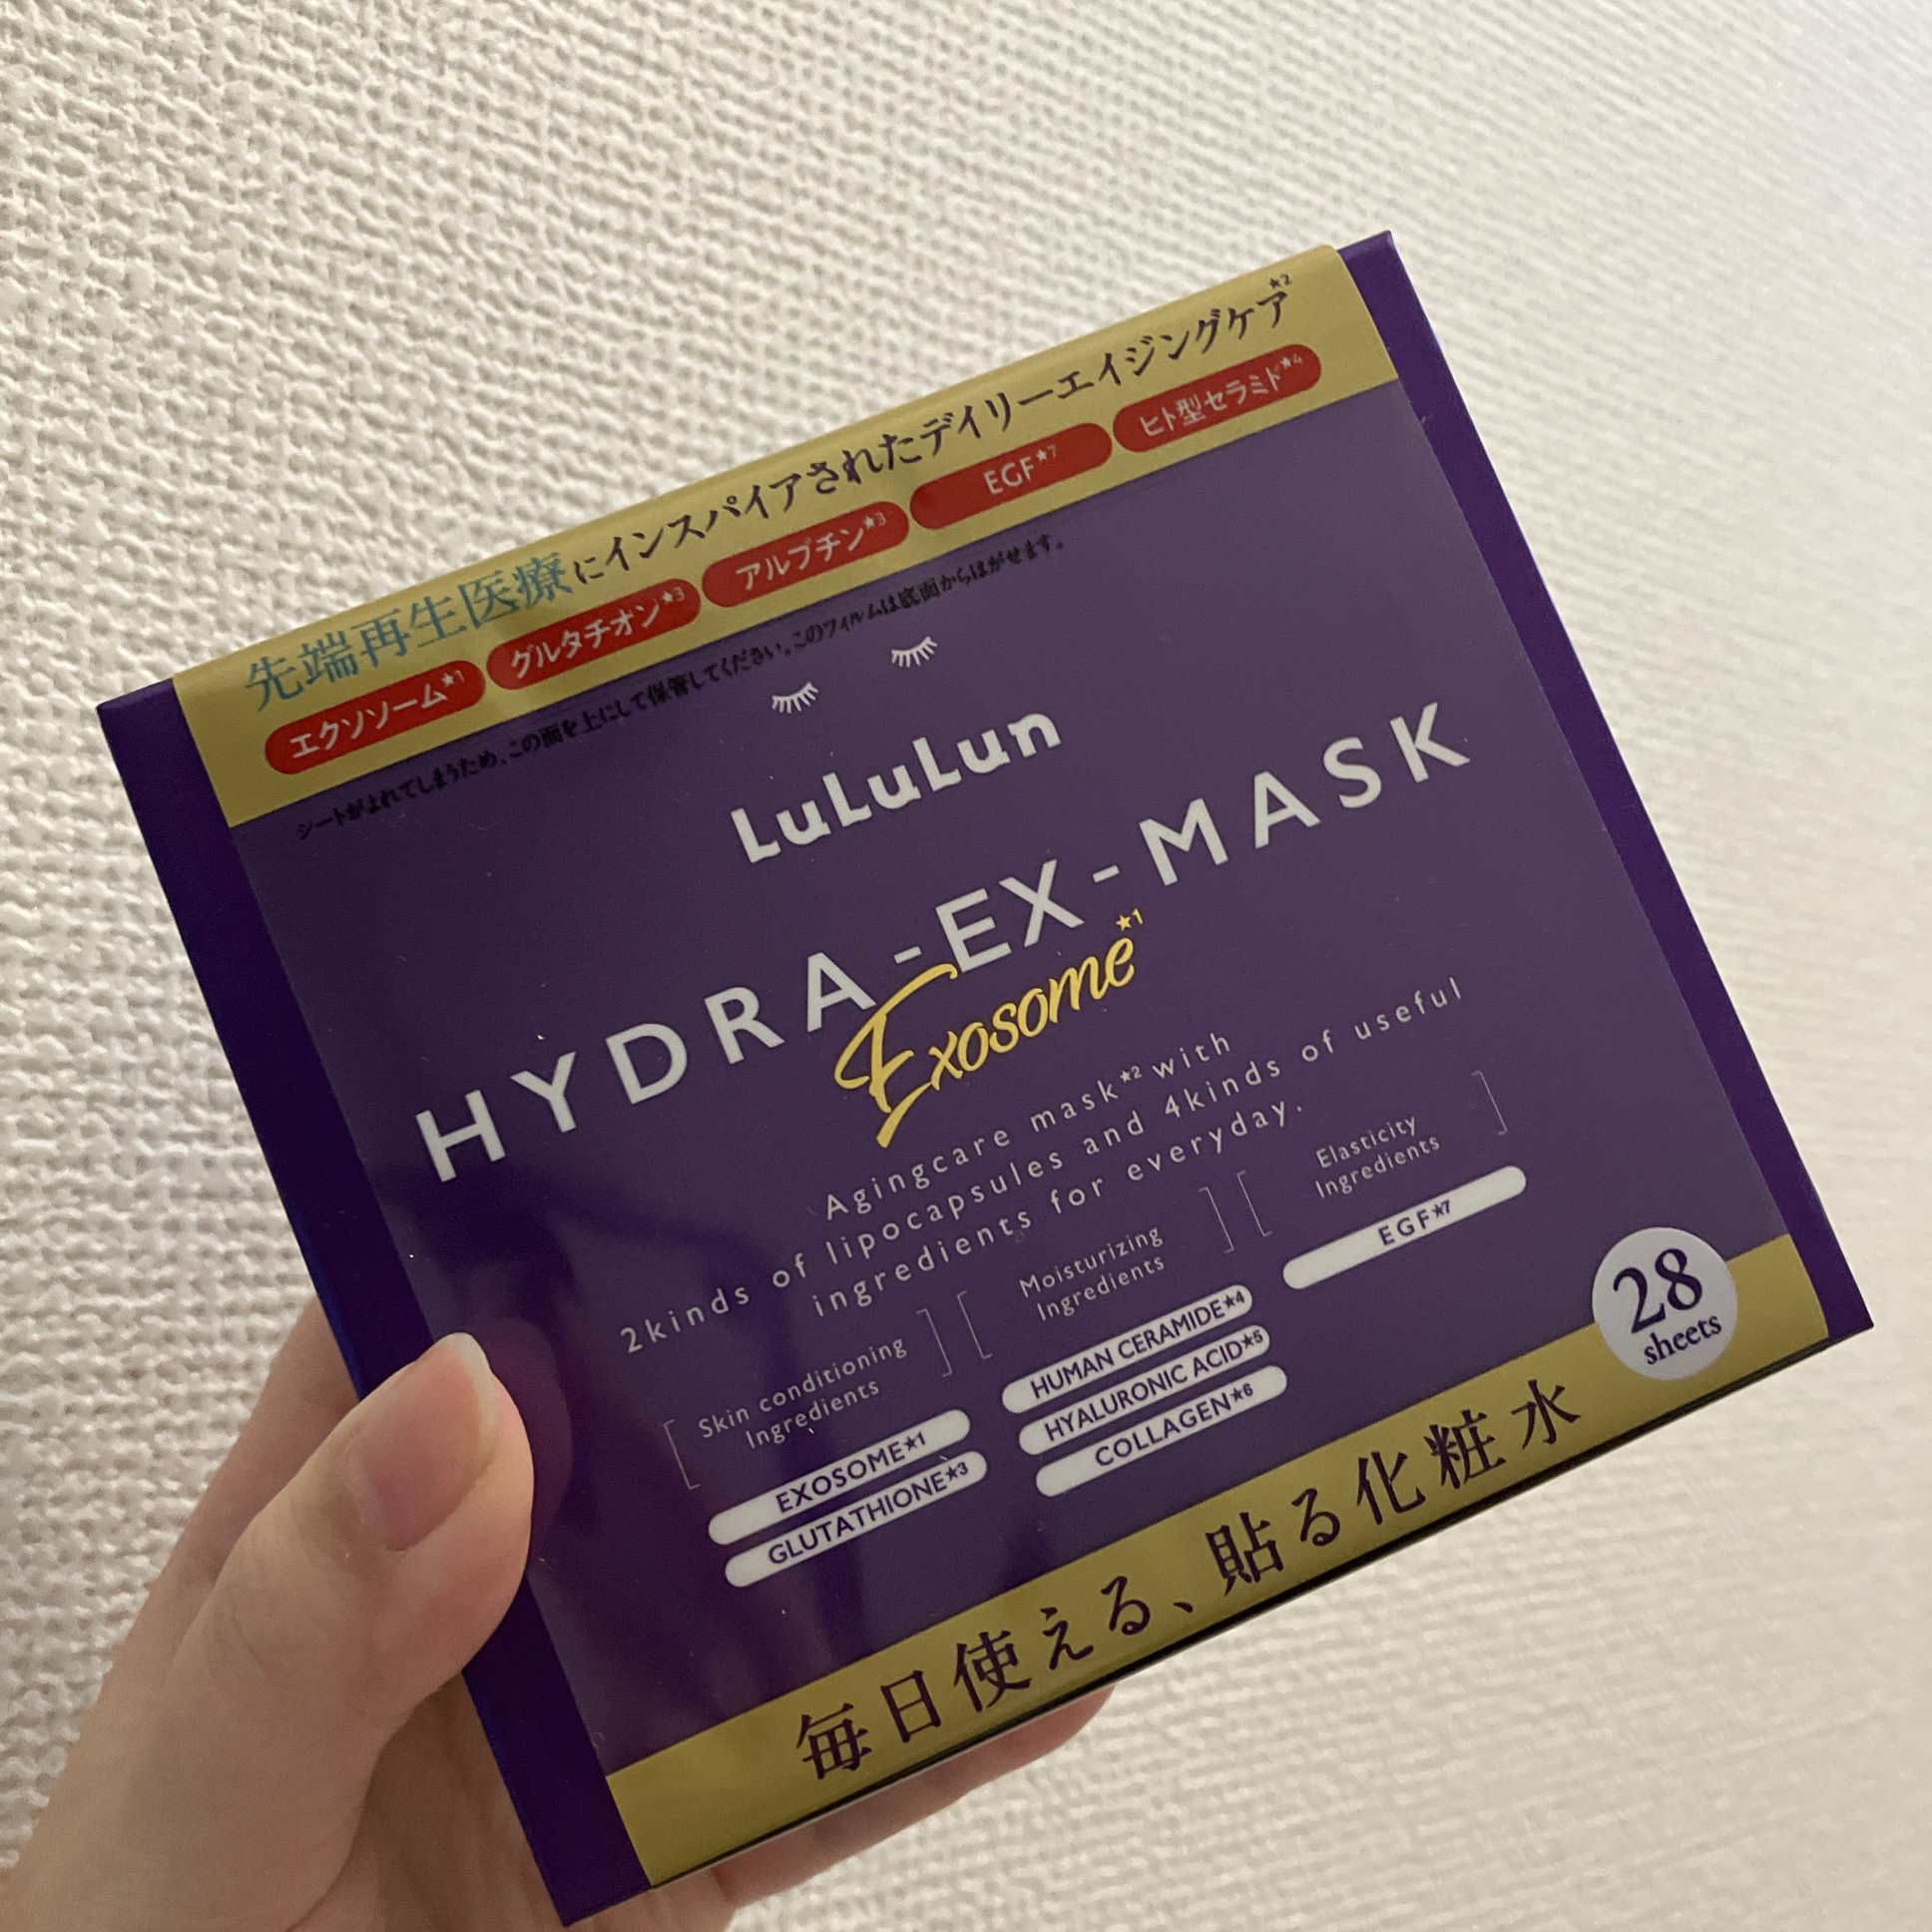 先端再生医療にインスパイアされたデイリーエイジングケア★2
エクソソーム★1 グルタチオン★3 アルブチン★3 EGF★7 ヒト型セラミド★4
シートがよれてしまうため、この面を上にして保管してください。このフィルムは底面からはがせます。
LuLuLun
HYDRA-EX-MASK
Exosome★1
Agingcare mask★2 with
2kinds of lipocapsules and 4kinds of useful
ingredients for everyday.
Skin conditioning
Ingredients
EXOSOME★1
GLUTATHIONE★3
Moisturizing
Ingredients
HUMAN CERAMIDE★4
HYALURONIC ACID★5
COLLAGEN★6
Elasticity
Ingredients
EGF★7
28
sheets
毎日使える、貼る化粧水